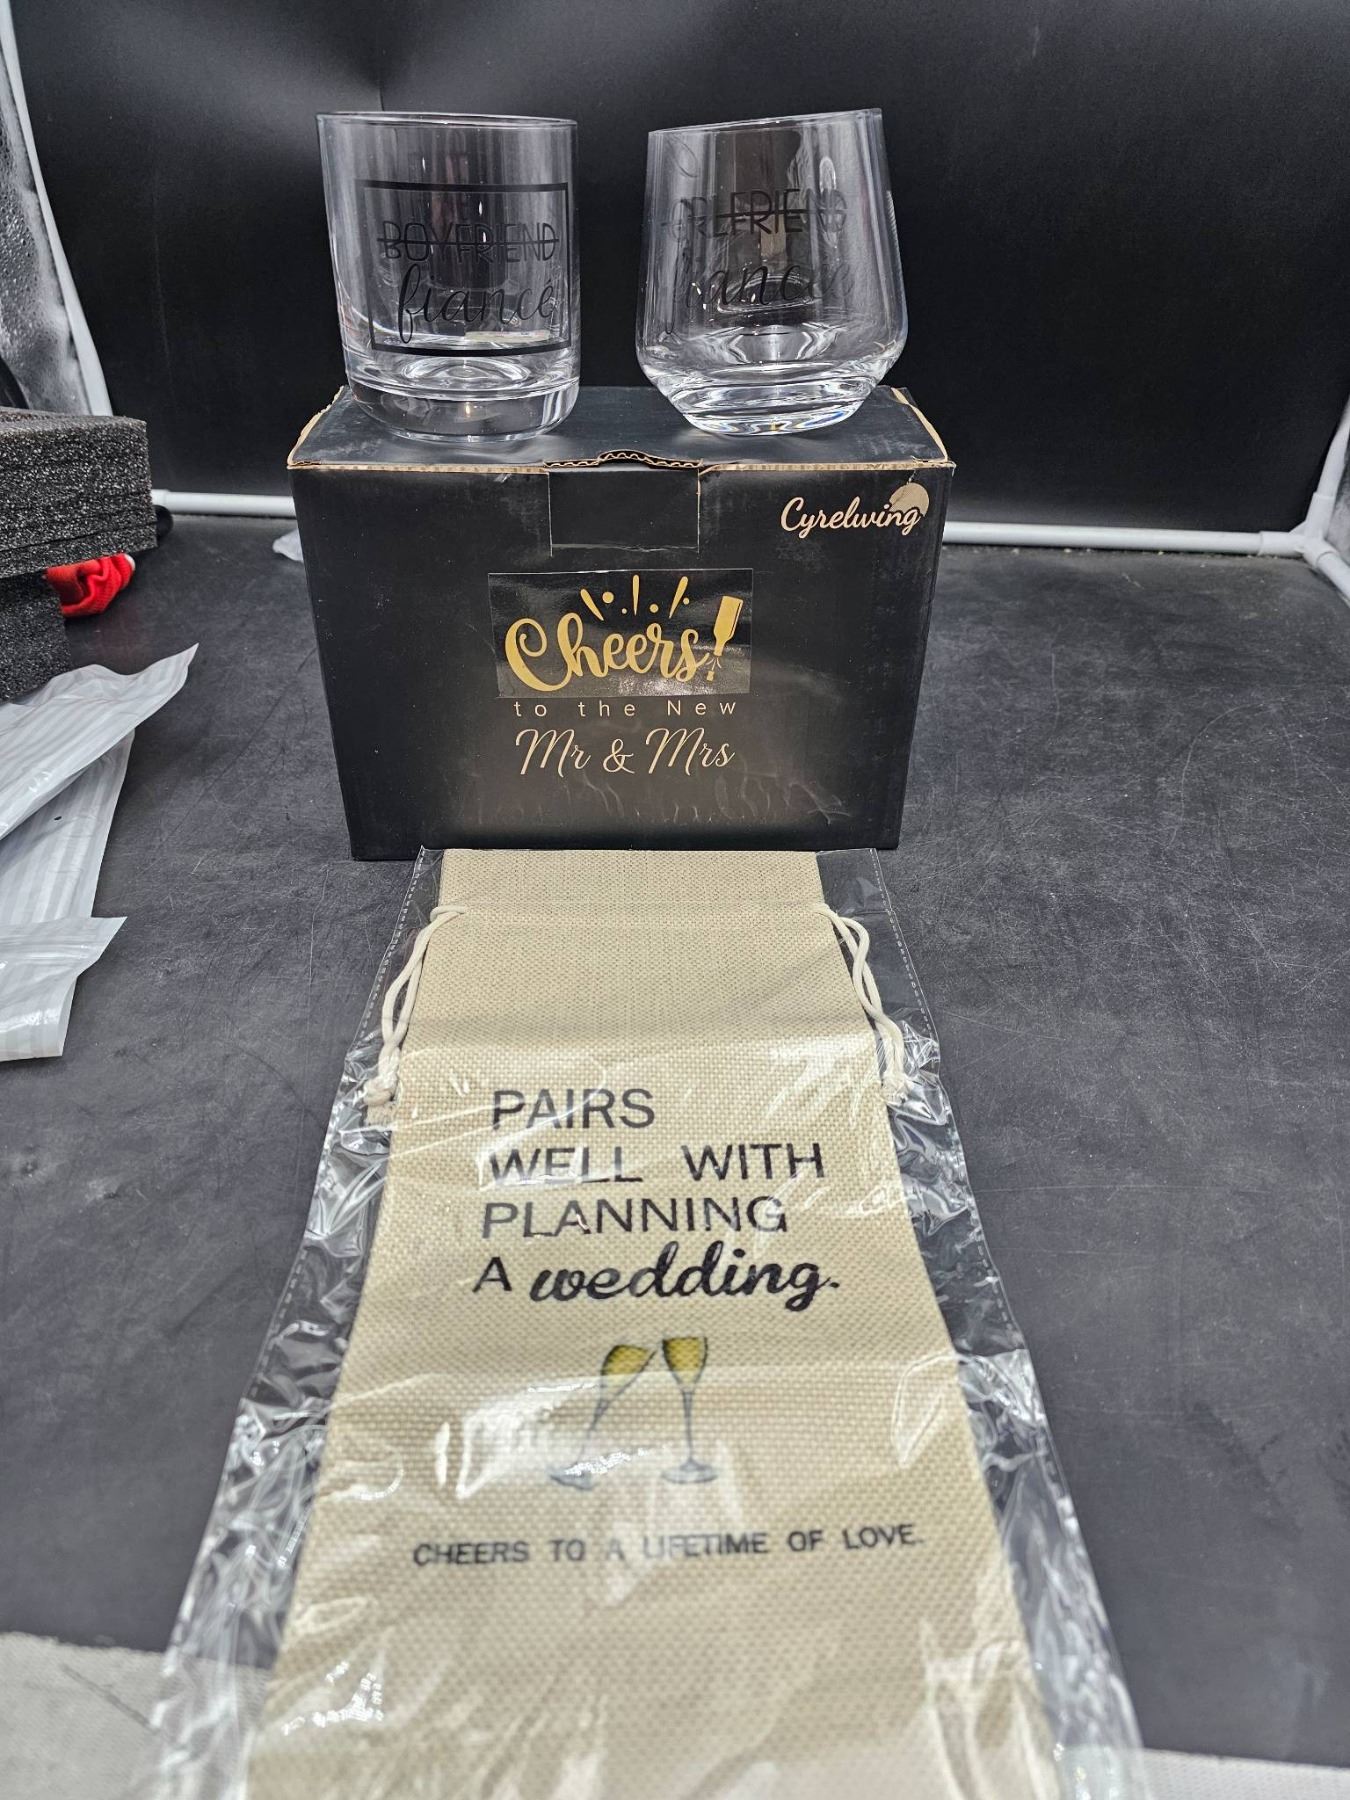 BOYFRIEND
fiancé
GIRLFRIEND
fiancée
Cyrelwing
Cheers!
to the New
Mr & Mrs
PAIRS
WELL WITH
PLANNING
A wedding.
CHEERS TO A LIFETIME OF LOVE.